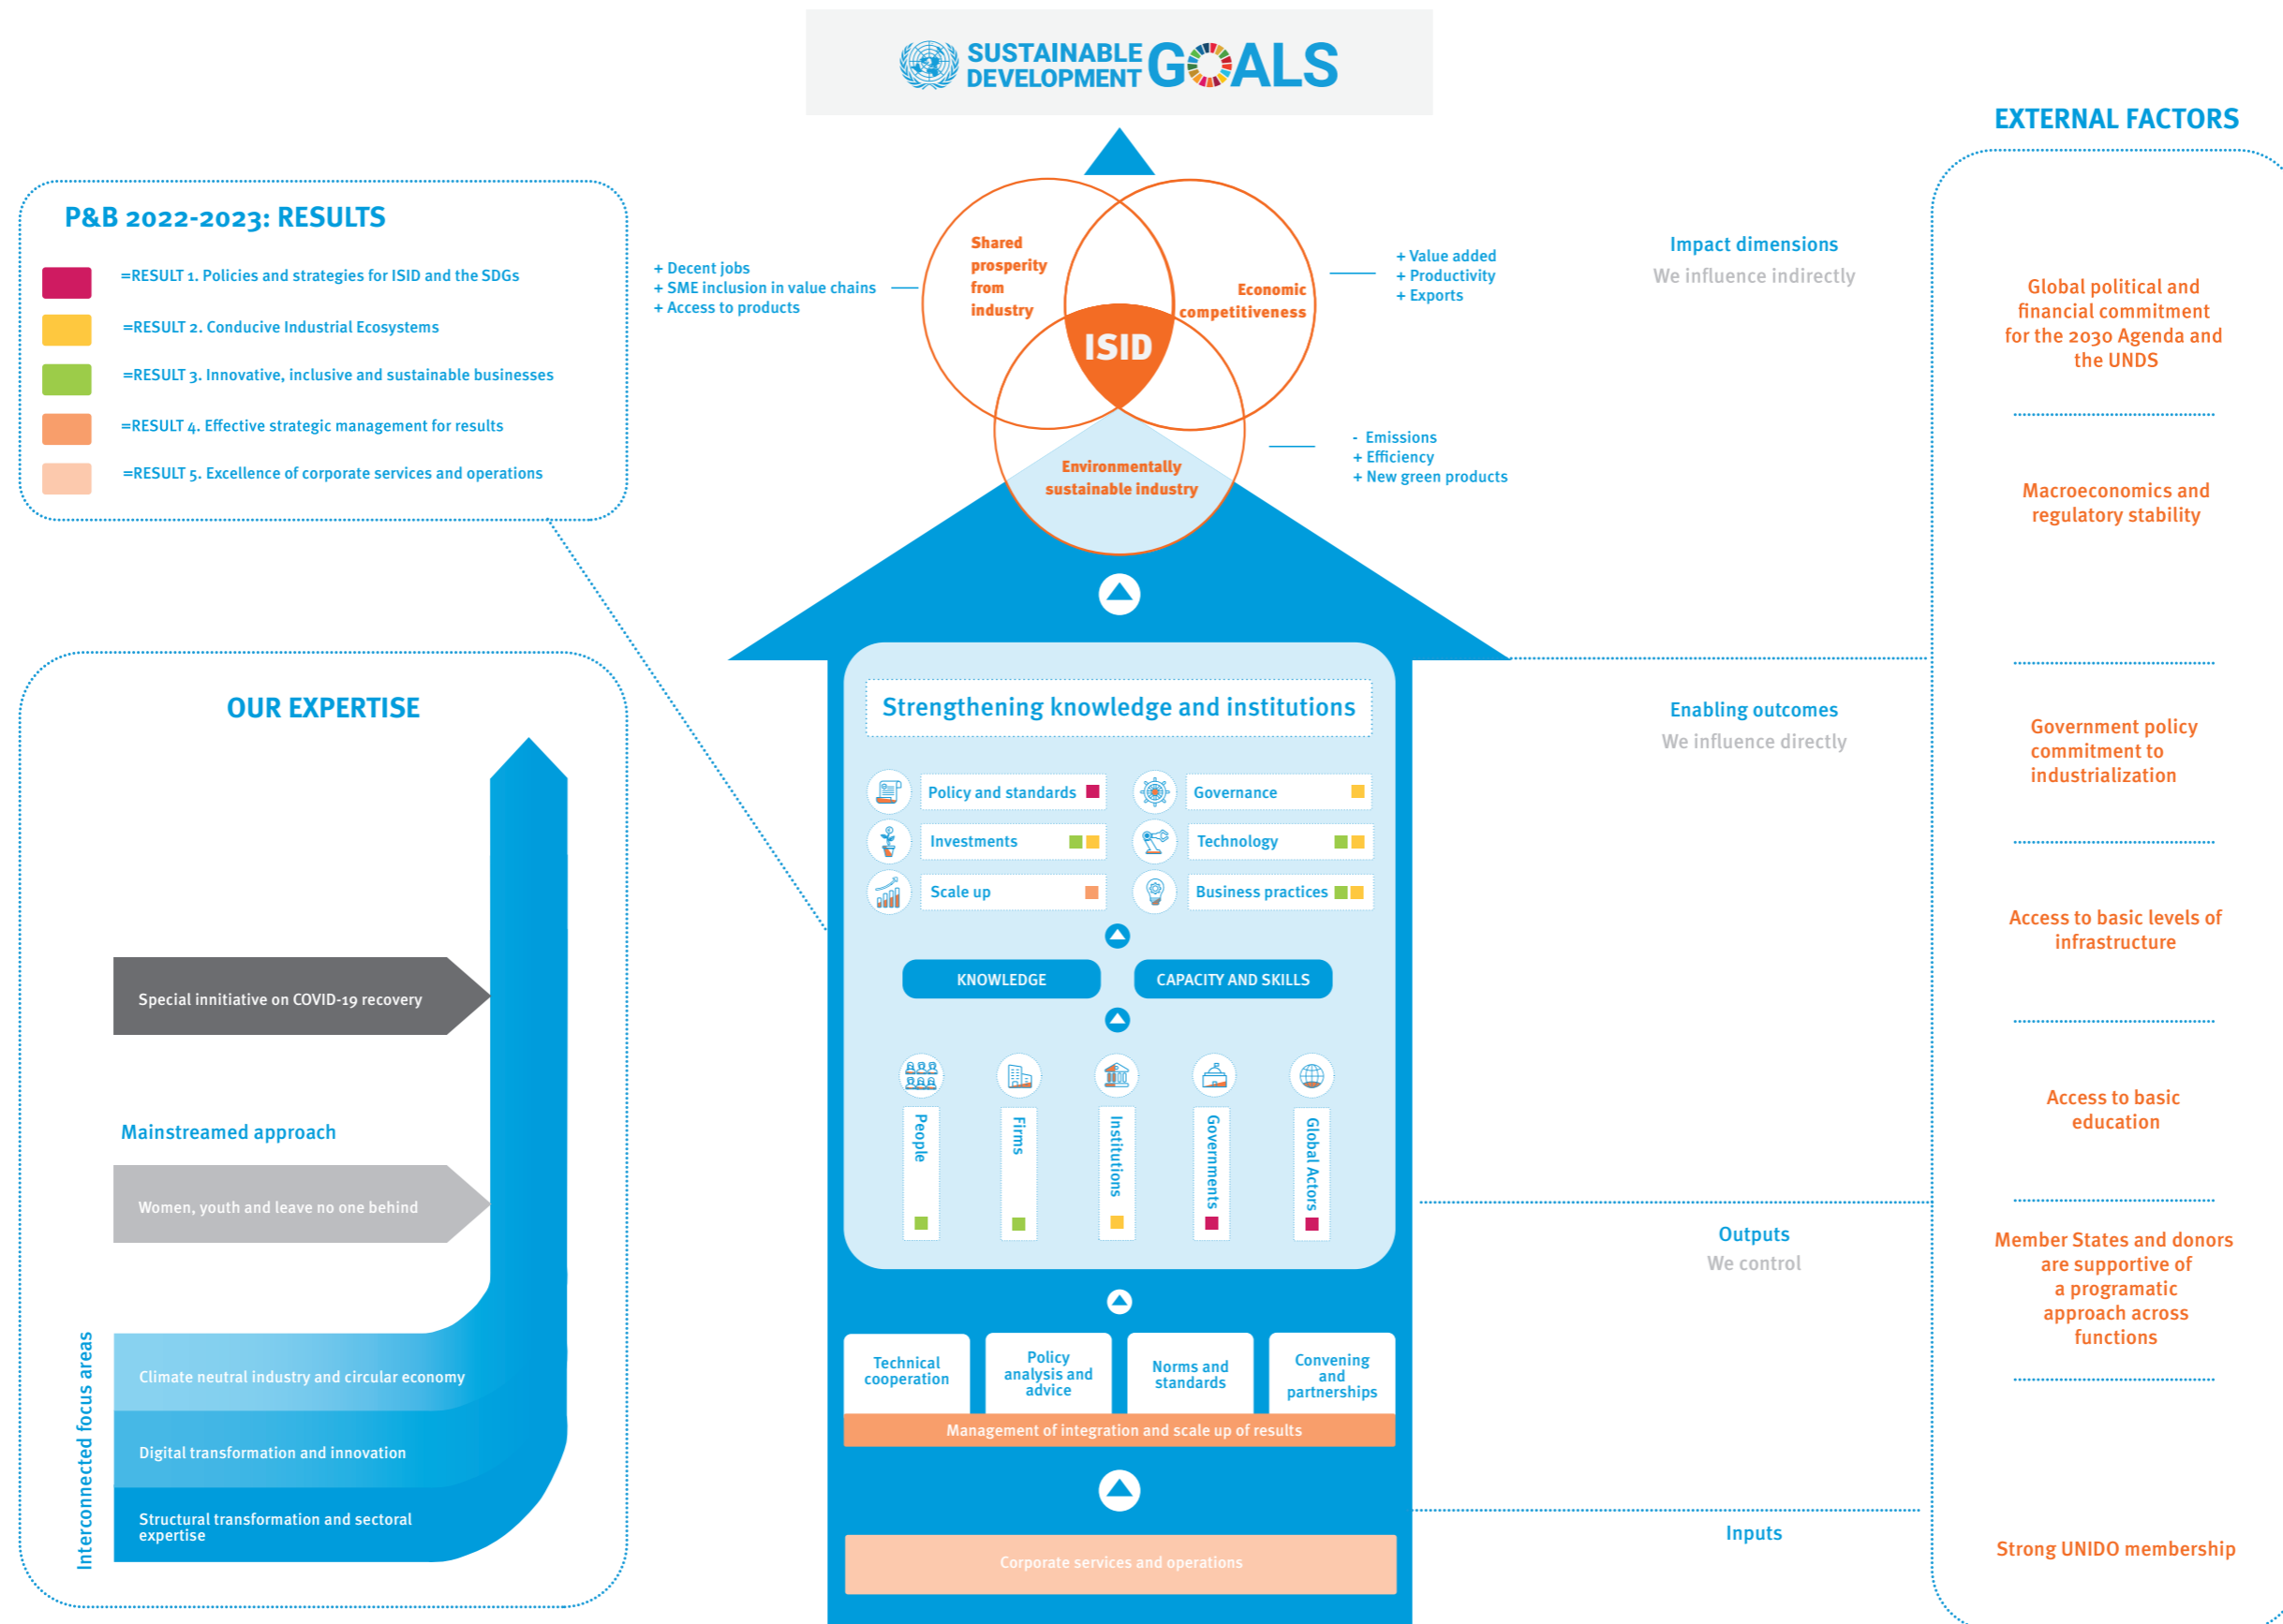 SUSTAINABLE
DEVELOPMENT
GOALS
P&B 2022-2023: RESULTS
=RESULT 1. Policies and strategies for ISID and the SDGs
=RESULT 2. Conducive Industrial Ecosystems
=RESULT 3. Innovative, inclusive and sustainable businesses
=RESULT 4. Effective strategic management for results
=RESULT 5. Excellence of corporate services and operations
OUR EXPERTISE
Special innitiative on COVID-19 recovery
Mainstreamed approach
Women, youth and leave no one behind
Interconnected focus areas
Climate neutral industry and circular economy
Digital transformation and innovation
Structural transformation and sectoral
expertise
+ Decent jobs
+ SME inclusion in value chains
+ Access to products
Shared
prosperity
from
industry
Economic
competitiveness
ISID
Environmentally
sustainable industry
+ Value added
+ Productivity
+ Exports
- Emissions
+ Efficiency
+ New green products
Strengthening knowledge and institutions
Policy and standards
Governance
Investments
Technology
Scale up
Business practices
KNOWLEDGE
CAPACITY AND SKILLS
People
Firms
Institutions
Governments
Global Actors
Technical
cooperation
Policy
analysis and
advice
Norms and
standards
Convening
and
partnerships
Management of integration and scale up of results
Corporate services and operations
Impact dimensions
We influence indirectly
Enabling outcomes
We influence directly
Outputs
We control
Inputs
EXTERNAL FACTORS
Global political and
financial commitment
for the 2030 Agenda and
the UNDS
Macroeconomics and
regulatory stability
Government policy
commitment to
industrialization
Access to basic levels of
infrastructure
Access to basic
education
Member States and donors
are supportive of
a programatic
approach across
functions
Strong UNIDO membership